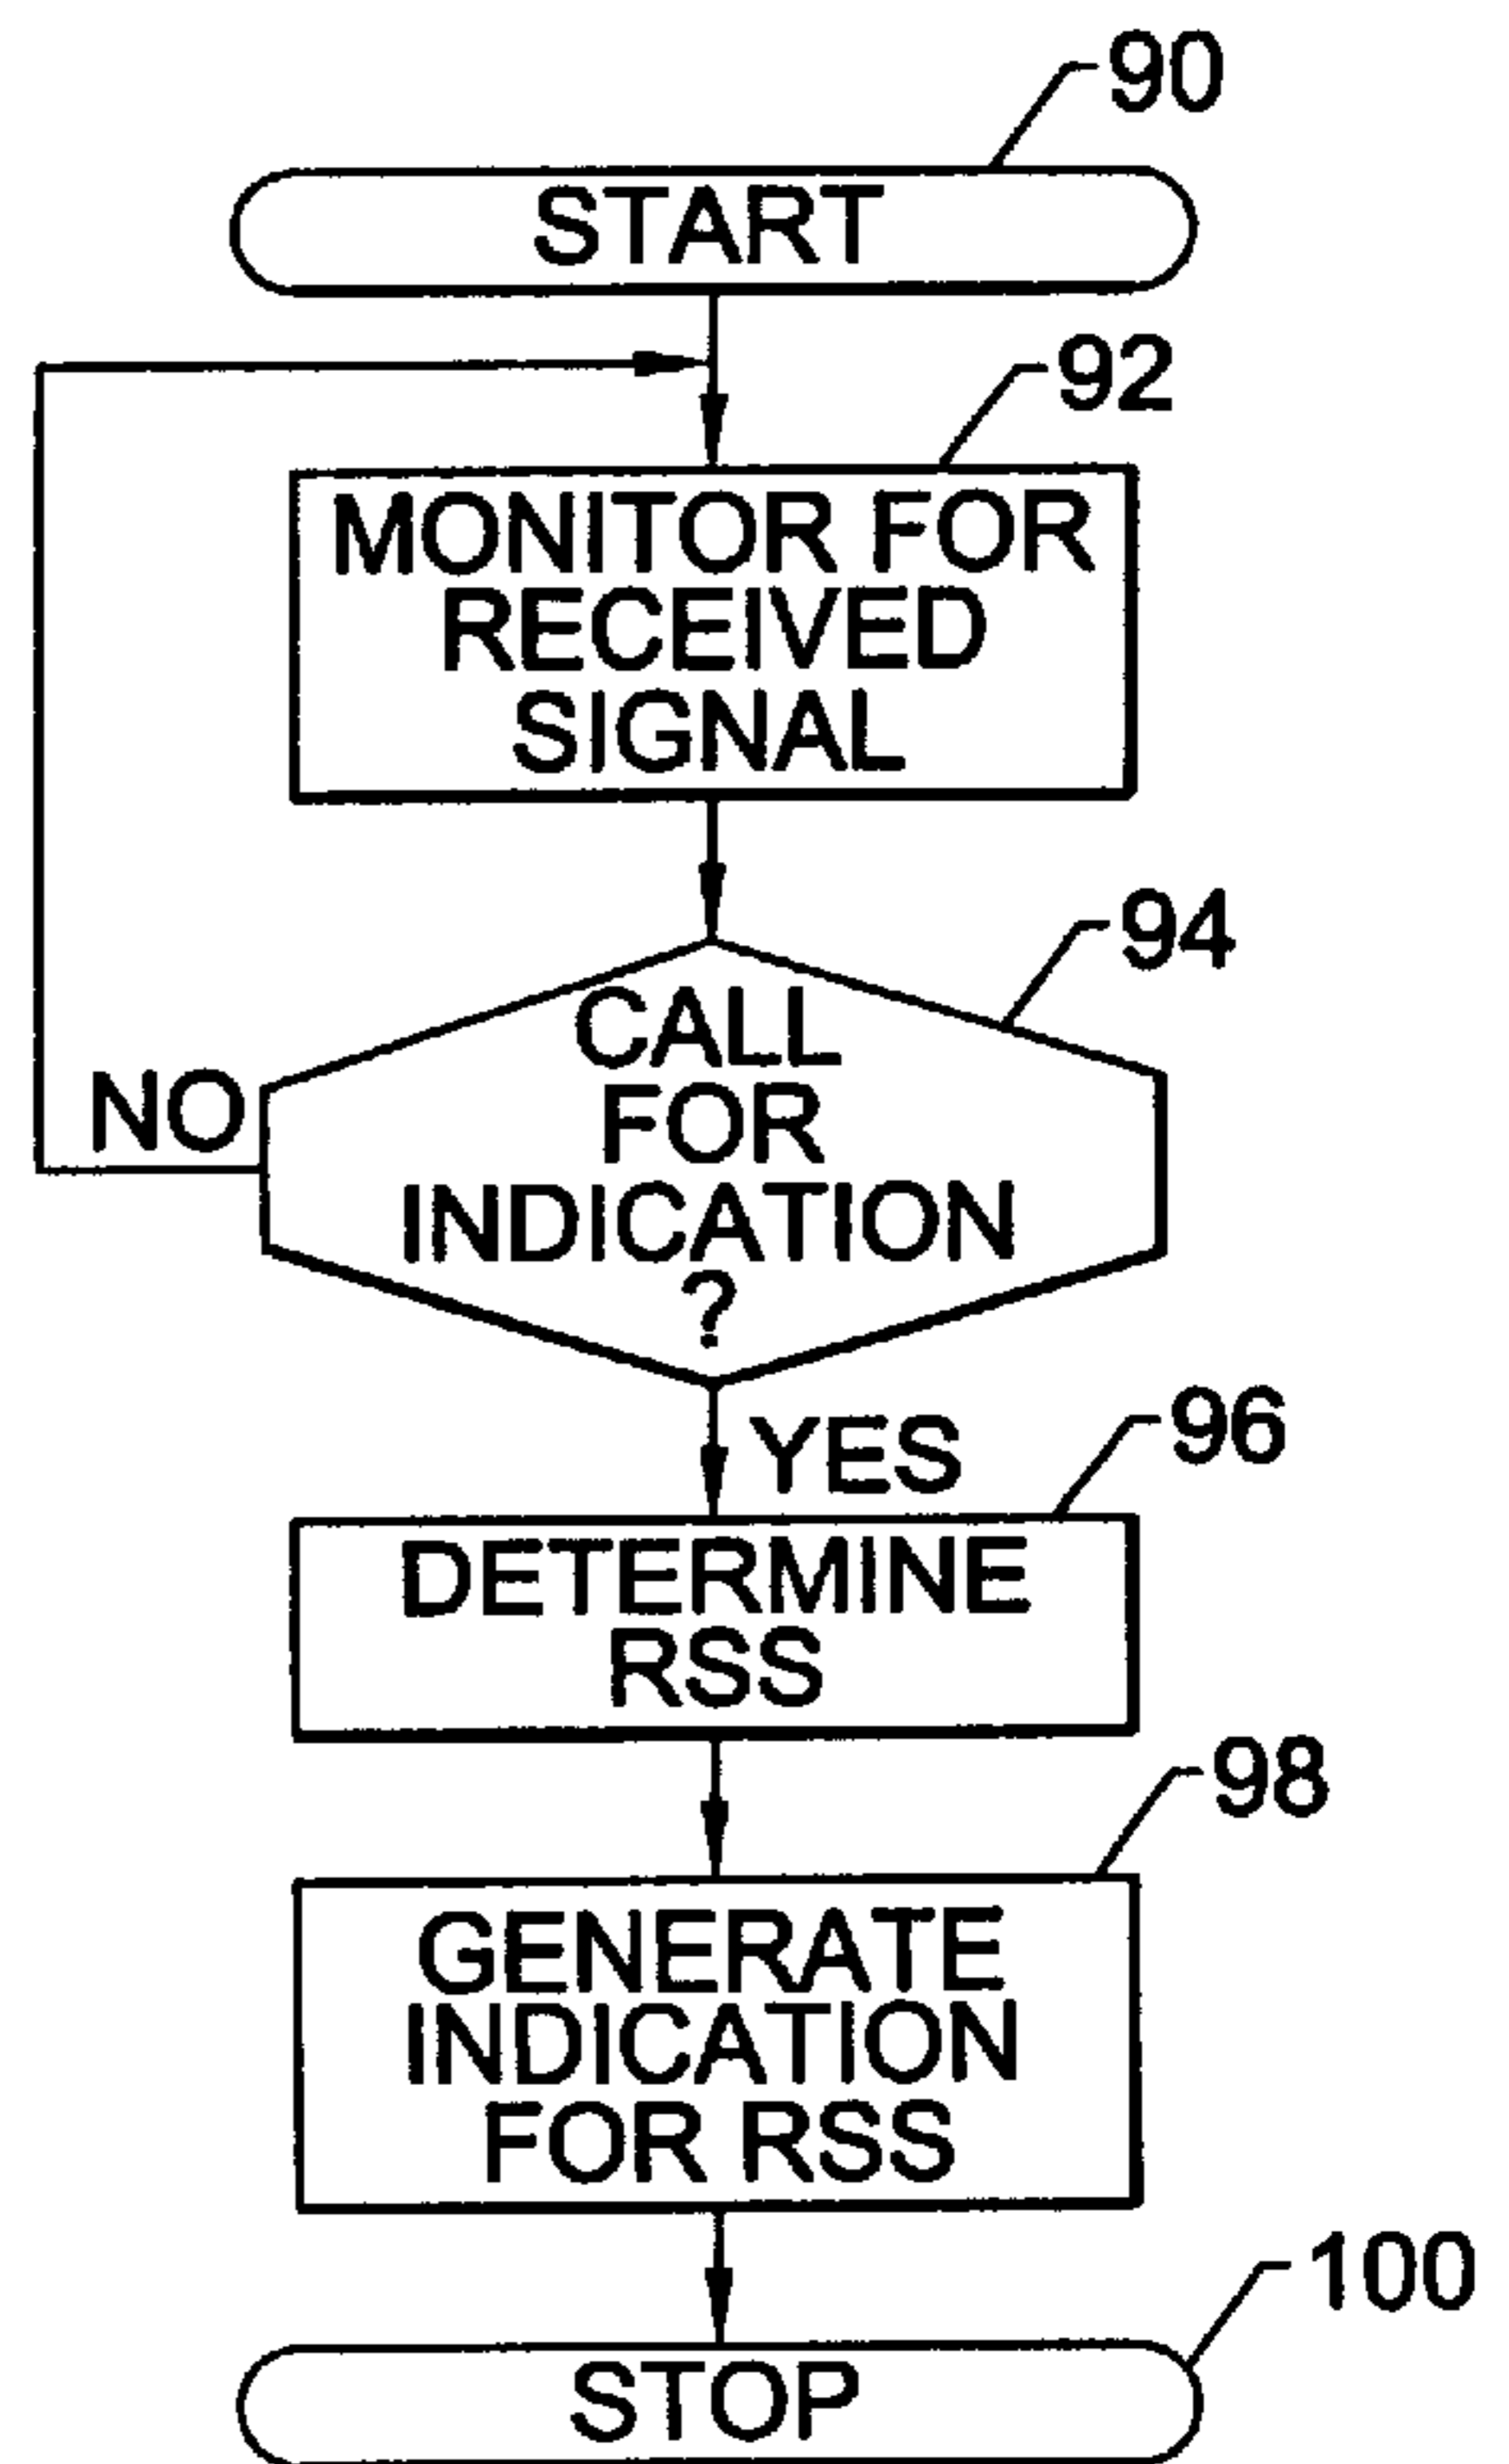 90
START
92
MONITOR FOR
RECEIVED
SIGNAL
94
CALL
FOR
INDICATION
?
NO
YES
96
DETERMINE
RSS
98
GENERATE
INDICATION
FOR RSS
100
STOP